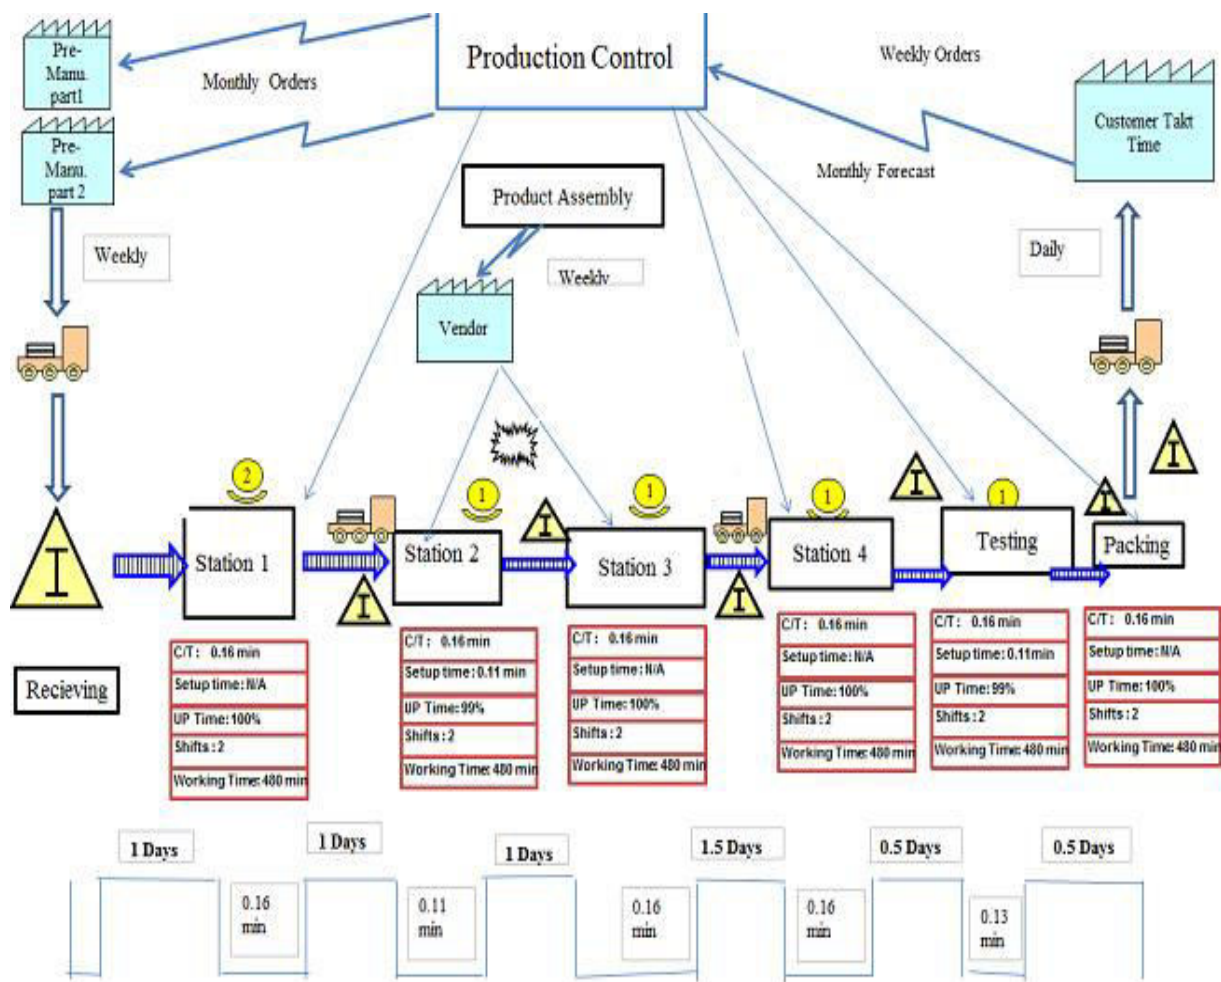 Pre-
Manu.
part1
Monthly Orders
Production Control
Weekly Orders
Customer Takt
Time
Pre-
Manu.
part 2
Monthly Forecast
Product Assembly
Weekly
Weekly
Daily
Vendor
2
1
1
1
1
I
I
I
I
I
I
I
Station 1
Station 2
Station 3
Station 4
Testing
Packing
Recieving
C/T: 0.16 min
Setup time: N/A
UP Time: 100%
Shifts : 2
Working Time: 480 min
C/T: 0.16 min
Setup time: 0.11 min
UP Time: 99%
Shifts : 2
Working Time: 480 min
C/T: 0.16 min
Setup time: N/A
UP Time: 100%
Shifts : 2
Working Time: 480 min
C/T: 0.16 min
Setup time: N/A
UP Time: 100%
Shifts : 2
Working Time: 480 min
C/T: 0.16 min
Setup time: 0.11min
UP Time: 99%
Shifts : 2
Working Time: 480 min
C/T: 0.16 min
Setup time: N/A
UP Time: 100%
Shifts : 2
Working Time: 480 min
1 Days
1 Days
1 Days
1.5 Days
0.5 Days
0.5 Days
0.16
min
0.11
min
0.16
min
0.16
min
0.13
min